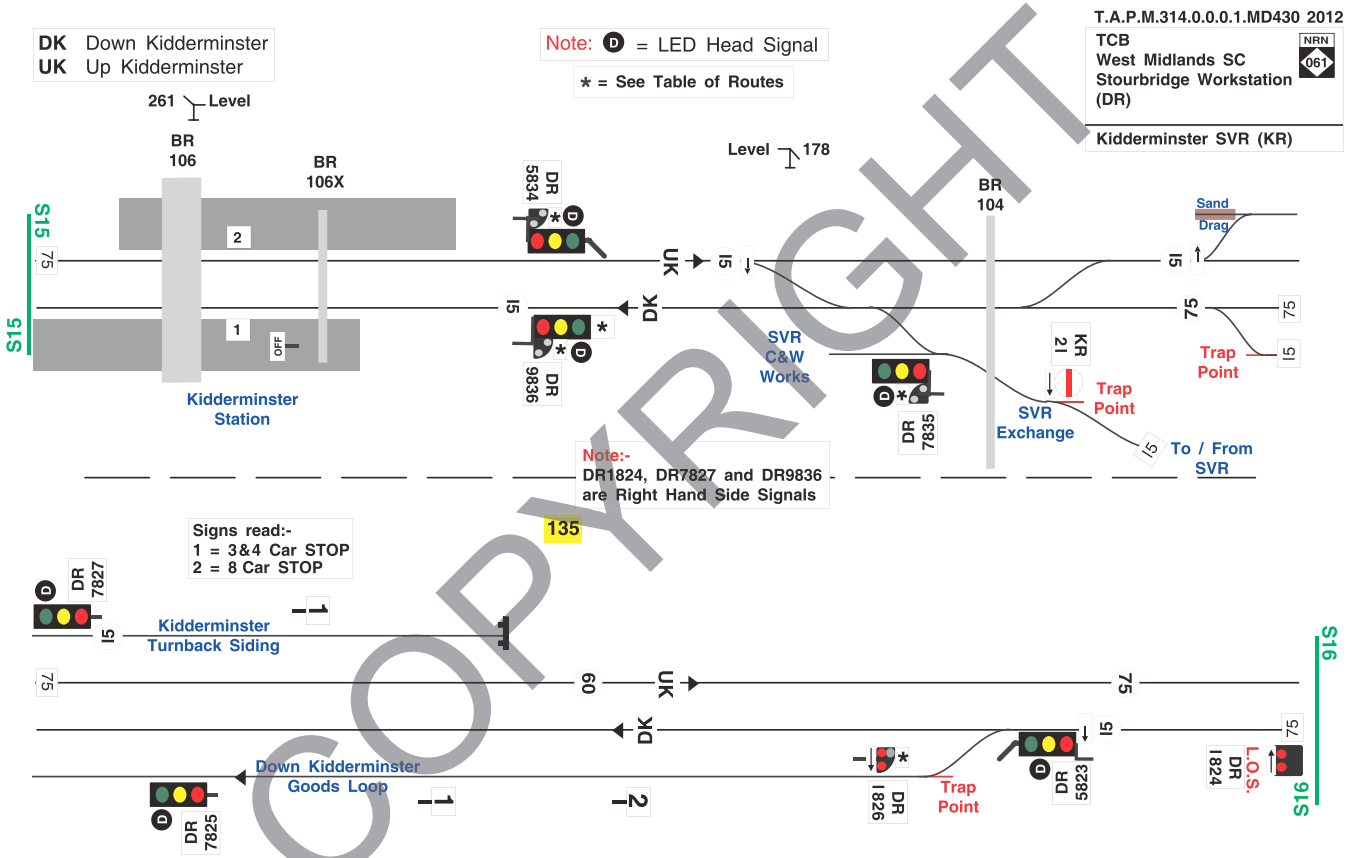 T.A.P.M.314.0.0.0.1.MD430 2012
TCB
West Midlands SC
Stourbridge Workstation
(DR)
NRN
061
Kidderminster SVR (KR)
DK Down Kidderminster
UK Up Kidderminster
Note: D = LED Head Signal
* = See Table of Routes
261 Level
BR
106
BR
106X
Level 178
BR
104
DR
5834
* D
Sand
Drag
S15
S15
75
2
UK
15
15
15
DK
75
75
1
OFF
*
* D
DR
9836
SVR
C&W
Works
D *
DR
7835
KR
21
Trap
Point
Trap
Point
15
Kidderminster
Station
SVR
Exchange
15
To / From
SVR
Note:-
DR1824, DR7827 and DR9836
are Right Hand Side Signals
135
Signs read:-
1 = 3&4 Car STOP
2 = 8 Car STOP
D
DR
7827
15
Kidderminster
Turnback Siding
1
S16
S16
75
60
UK
75
DK
15
75
Down Kidderminster
Goods Loop
D
DR
7825
1
2
*
DR
1826
Trap
Point
D
DR
5823
L.O.S.
DR
1824
COPYRIGHT